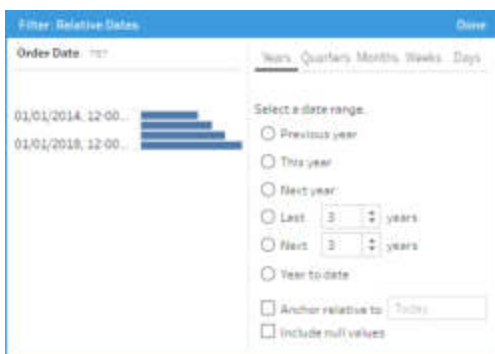 Filter: Relative Dates
Done
Order Date
Years Quarters Months Weeks Days
01/01/2014, 12:00...
01/01/2018, 12:00...
Select a date range.
Previous year
This year
Next year
Last 3 years
Next 3 years
Year to date
Anchor relative to Today
Include null values